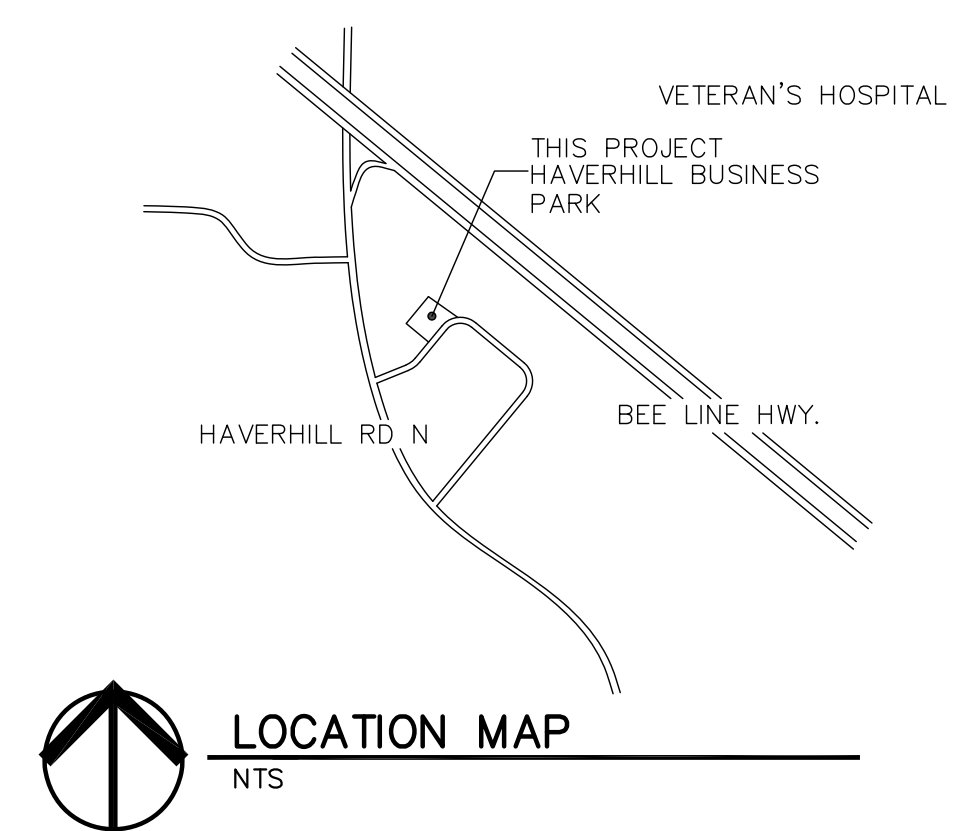 VETERAN'S HOSPITAL
THIS PROJECT
HAVERHILL BUSINESS
PARK
BEE LINE HWY.
HAVERHILL RD N
LOCATION MAP
NTS